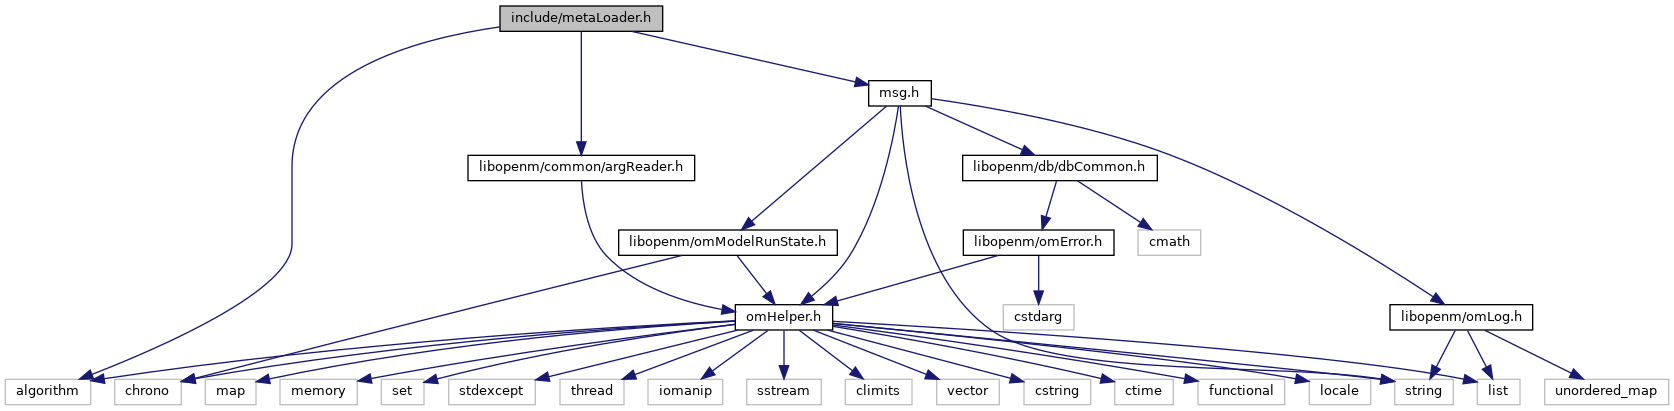 include/metaLoader.h
msg.h
libopenm/common/argReader.h
libopenm/db/dbCommon.h
libopenm/omModelRunState.h
libopenm/omError.h
cmath
omHelper.h
cstdarg
libopenm/omLog.h
algorithm
chrono
map
memory
set
stdexcept
thread
iomanip
sstream
climits
vector
cstring
ctime
functional
locale
string
list
unordered_map